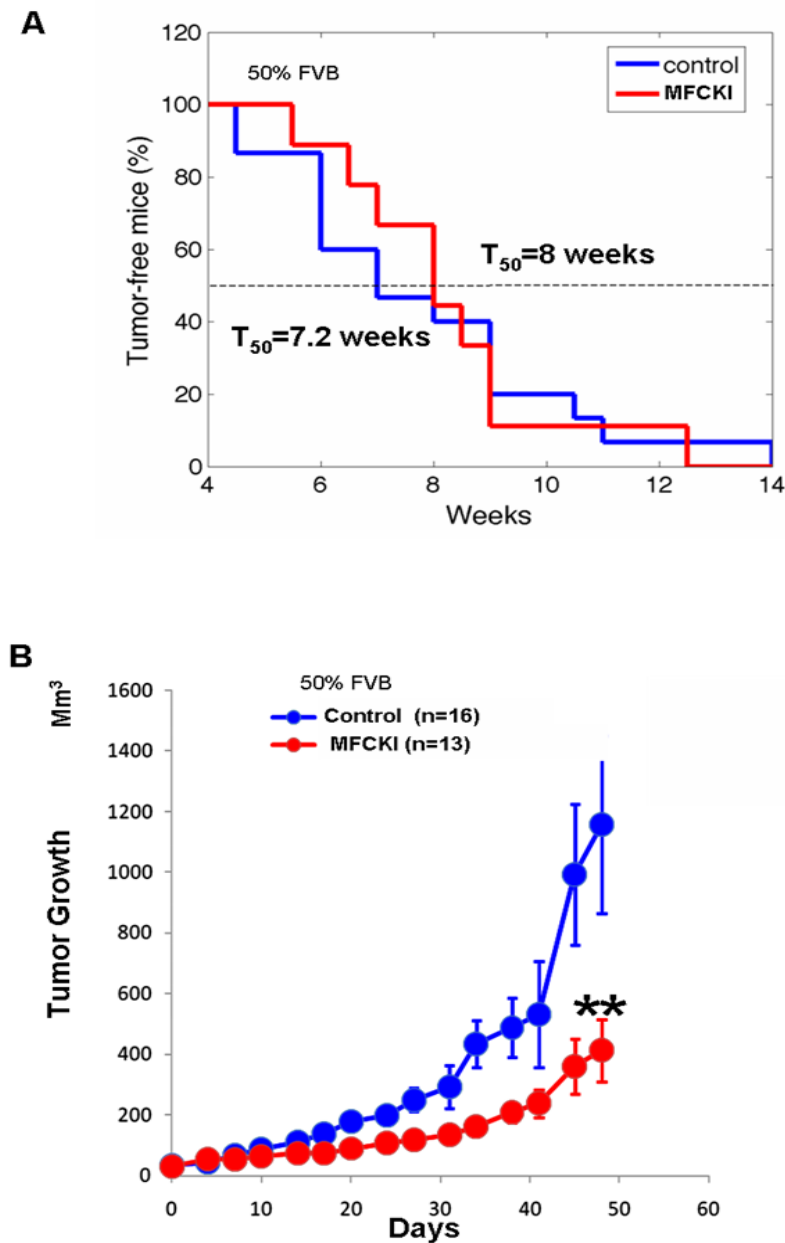 A
120
100
80
60
40
20
0
Tumor-free mice (%)
50% FVB
control
MFCKI
T50=8 weeks
T50=7.2 weeks
4 6 8 10 12 14
Weeks
B
Mm³
Tumor Growth
1600
1400
1200
1000
800
600
400
200
0
50% FVB
Control (n=16)
MFCKI (n=13)
**
0 10 20 30 40 50 60
Days